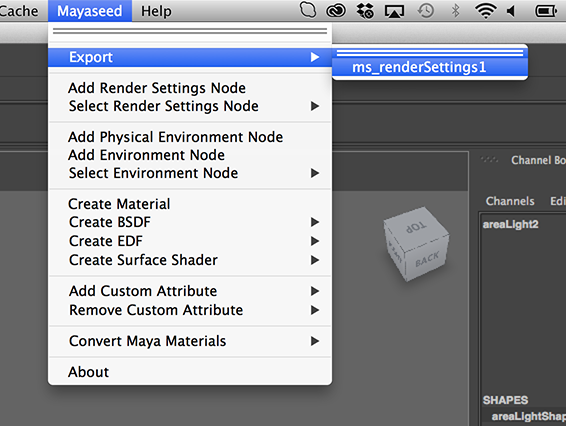 Cache Mayaseed Help
Export
ms_renderSettings1
Add Render Settings Node
Select Render Settings Node
Add Physical Environment Node
Add Environment Node
Select Environment Node
Create Material
Create BSDF
Create EDF
Create Surface Shader
Add Custom Attribute
Remove Custom Attribute
Convert Maya Materials
About
TOP
BACK
Channel Bo
Channels Edi
areaLight2
SHAPES
areaLightShap